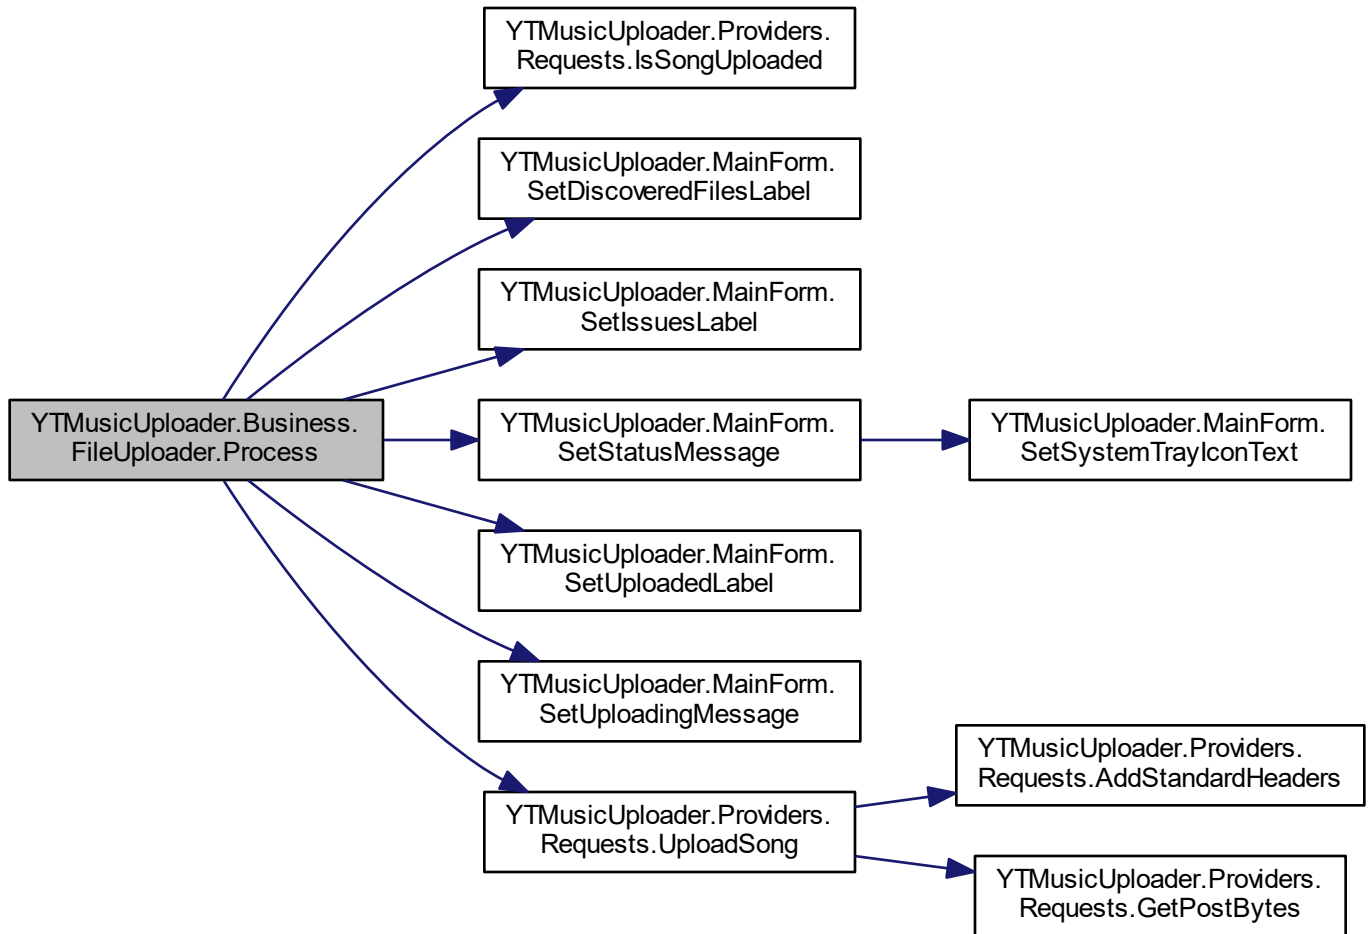 YTMusicUploader.Providers.
Requests.IsSongUploaded
YTMusicUploader.MainForm.
SetDiscoveredFilesLabel
YTMusicUploader.MainForm.
SetIssuesLabel
YTMusicUploader.Business.
FileUploader.Process
YTMusicUploader.MainForm.
SetStatusMessage
YTMusicUploader.MainForm.
SetSystemTrayIconText
YTMusicUploader.MainForm.
SetUploadedLabel
YTMusicUploader.MainForm.
SetUploadingMessage
YTMusicUploader.Providers.
Requests.UploadSong
YTMusicUploader.Providers.
Requests.AddStandardHeaders
YTMusicUploader.Providers.
Requests.GetPostBytes